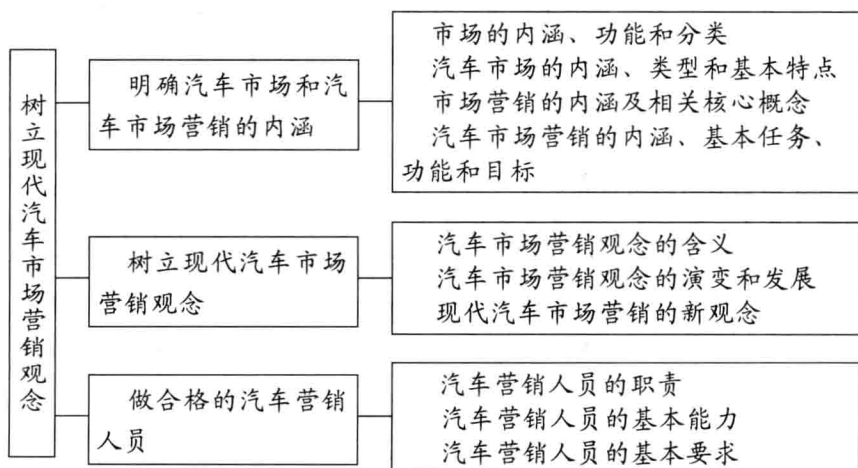 树立现代汽车市场营销观念
明确汽车市场和汽
车市场营销的内涵
市场的内涵、功能和分类
汽车市场的内涵、类型和基本特点
市场营销的内涵及相关核心概念
汽车市场营销的内涵、基本任务、
功能和目标
树立现代汽车市场
营销观念
汽车市场营销观念的含义
汽车市场营销观念的演变和发展
现代汽车市场营销的新观念
做合格的汽车营销
人员
汽车营销人员的职责
汽车营销人员的基本能力
汽车营销人员的基本要求